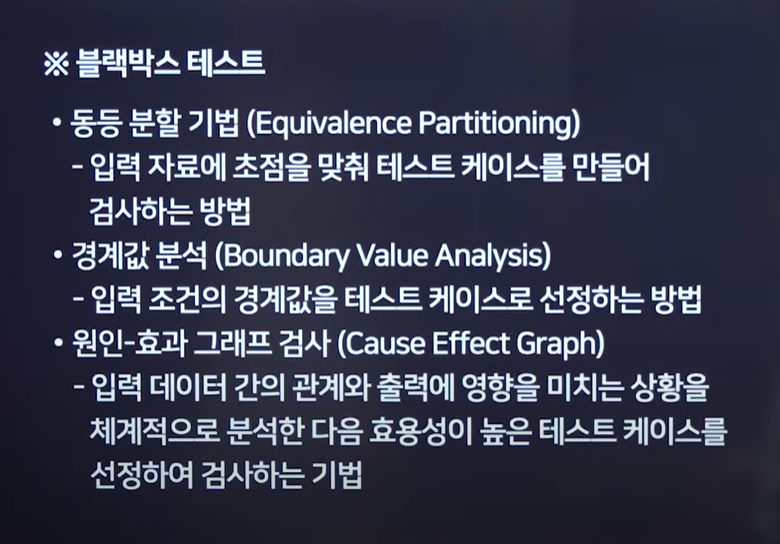 ※ 블랙박스 테스트
• 동등 분할 기법 (Equivalence Partitioning)
- 입력 자료에 초점을 맞춰 테스트 케이스를 만들어
검사하는 방법
• 경계값 분석 (Boundary Value Analysis)
- 입력 조건의 경계값을 테스트 케이스로 선정하는 방법
• 원인-효과 그래프 검사 (Cause Effect Graph)
- 입력 데이터 간의 관계와 출력에 영향을 미치는 상황을
체계적으로 분석한 다음 효용성이 높은 테스트 케이스를
선정하여 검사하는 기법